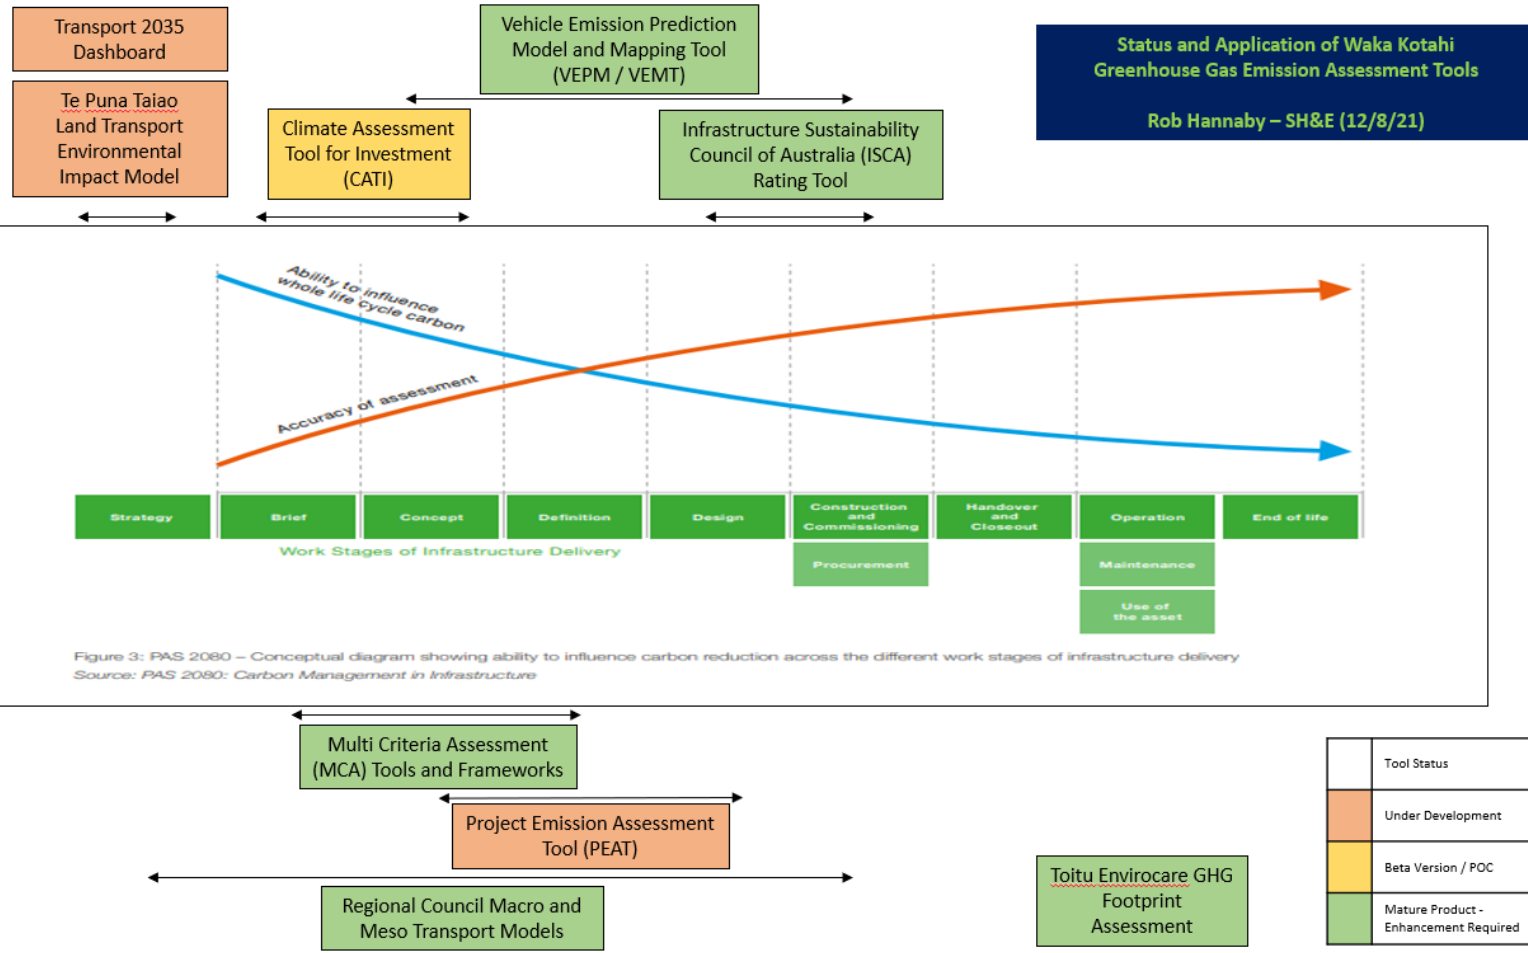 Transport 2035
Dashboard
Te Puna Taiao
Land Transport
Environmental
Impact Model
Vehicle Emission Prediction
Model and Mapping Tool
(VEPM / VEMT)
Climate Assessment
Tool for Investment
(CATI)
Infrastructure Sustainability
Council of Australia (ISCA)
Rating Tool
Status and Application of Waka Kotahi
Greenhouse Gas Emission Assessment Tools
Rob Hannaby – SH&E (12/8/21)
Ability to influence
whole life cycle carbon
Accuracy of assessment
Strategy
Brief
Concept
Definition
Design
Construction
and
Commissioning
Handover
and
Closeout
Operation
End of life
Work Stages of Infrastructure Delivery
Procurement
Maintenance
Use of
the asset
Figure 3: PAS 2080 – Conceptual diagram showing ability to influence carbon reduction across the different work stages of infrastructure delivery
Source: PAS 2080: Carbon Management in Infrastructure
Multi Criteria Assessment
(MCA) Tools and Frameworks
Project Emission Assessment
Tool (PEAT)
Regional Council Macro and
Meso Transport Models
Toitu Envirocare GHG
Footprint
Assessment
Tool Status
Under Development
Beta Version / POC
Mature Product -
Enhancement Required